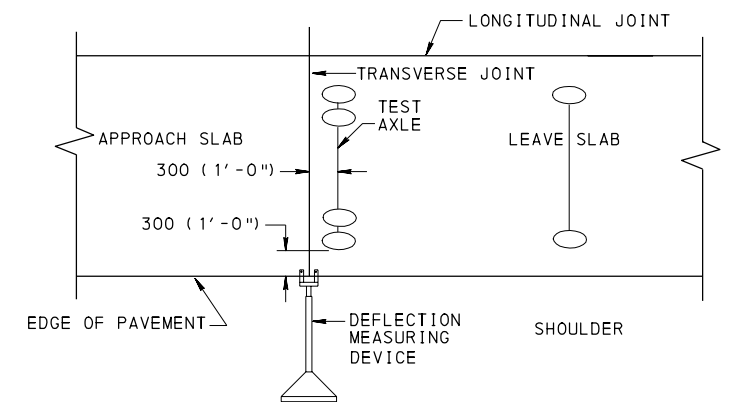 LONGITUDINAL JOINT
TRANSVERSE JOINT
TEST
AXLE
APPROACH SLAB
LEAVE SLAB
300 (1'-0")
300 (1'-0")
EDGE OF PAVEMENT
DEFLECTION
MEASURING
DEVICE
SHOULDER